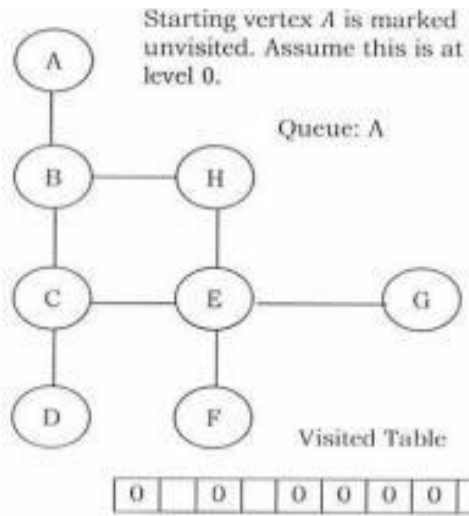 Starting vertex A is marked
unvisited. Assume this is at
level 0.
A
Queue: A
B
H
C
E
G
D
F
Visited Table
0 0 0 0 0 0